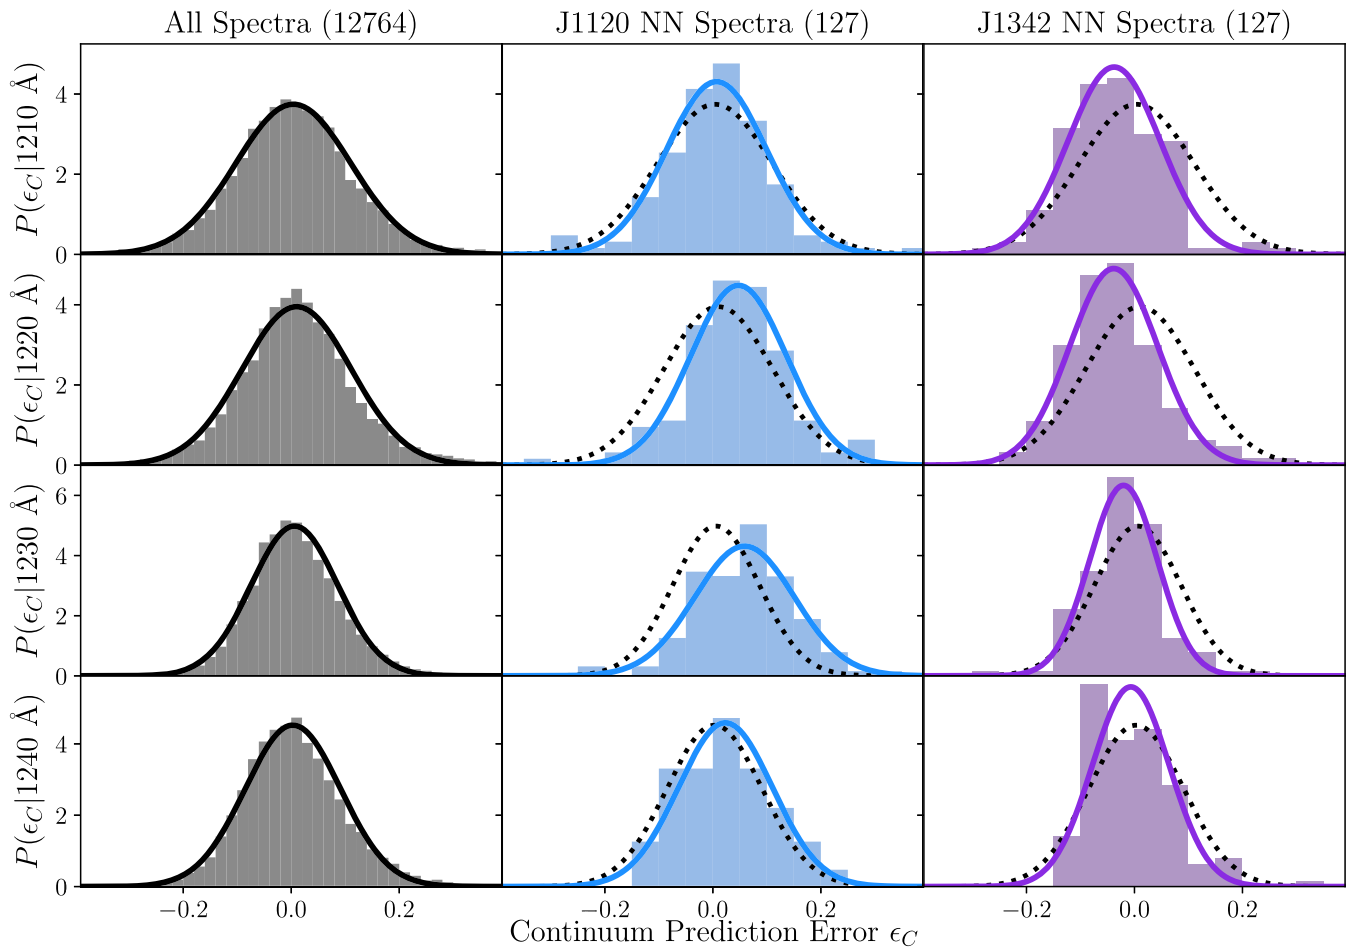 All Spectra (12764)
J1120 NN Spectra (127)
J1342 NN Spectra (127)
P(ϵ_C|1210 Å)
4
2
0
P(ϵ_C|1220 Å)
4
2
0
P(ϵ_C|1230 Å)
6
4
2
0
P(ϵ_C|1240 Å)
4
2
0
−0.2 0.0 0.2
−0.2 0.0 0.2
−0.2 0.0 0.2
Continuum Prediction Error ϵ_C